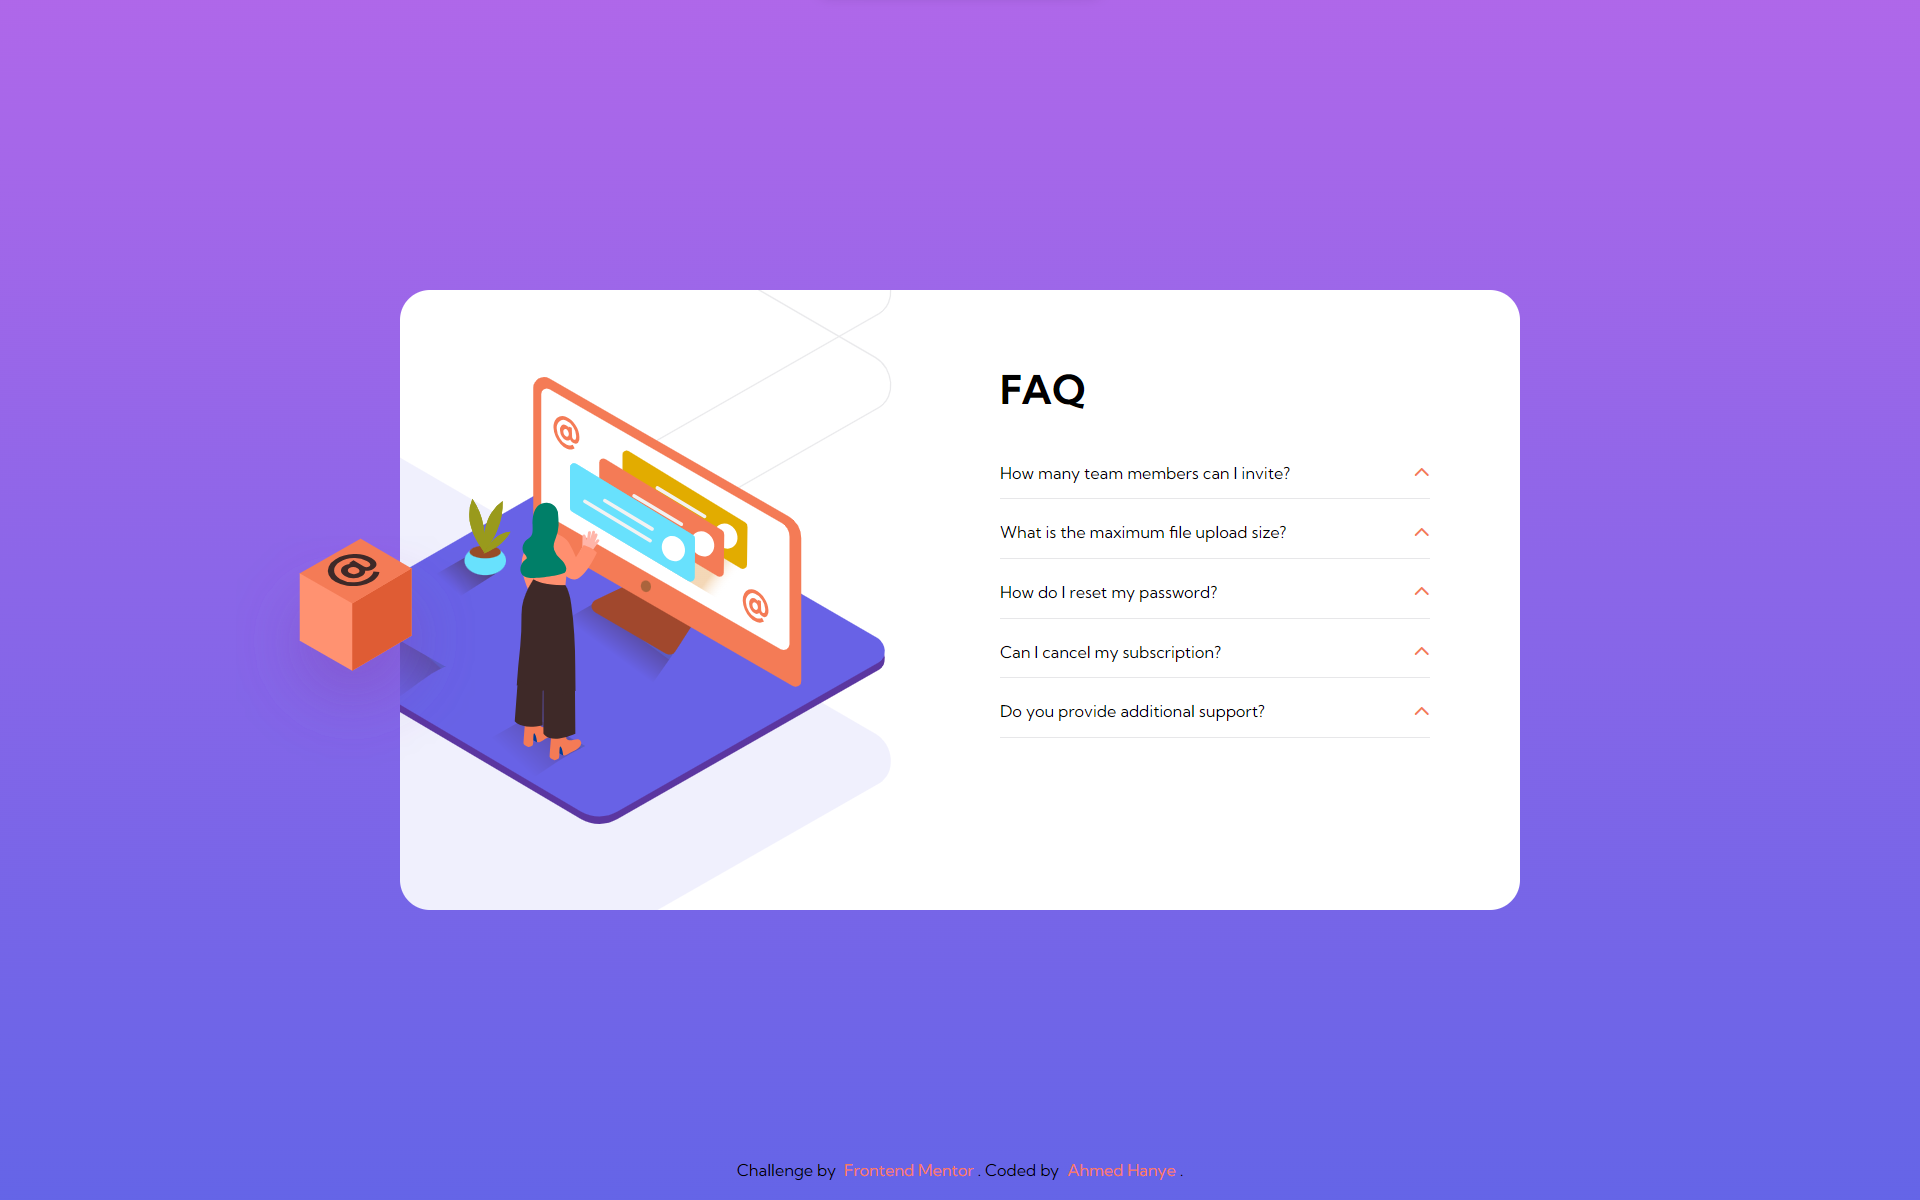 @
@
@
FAQ
How many team members can I invite?
What is the maximum file upload size?
How do I reset my password?
Can I cancel my subscription?
Do you provide additional support?
Challenge by Frontend Mentor . Coded by Ahmed Hanye .